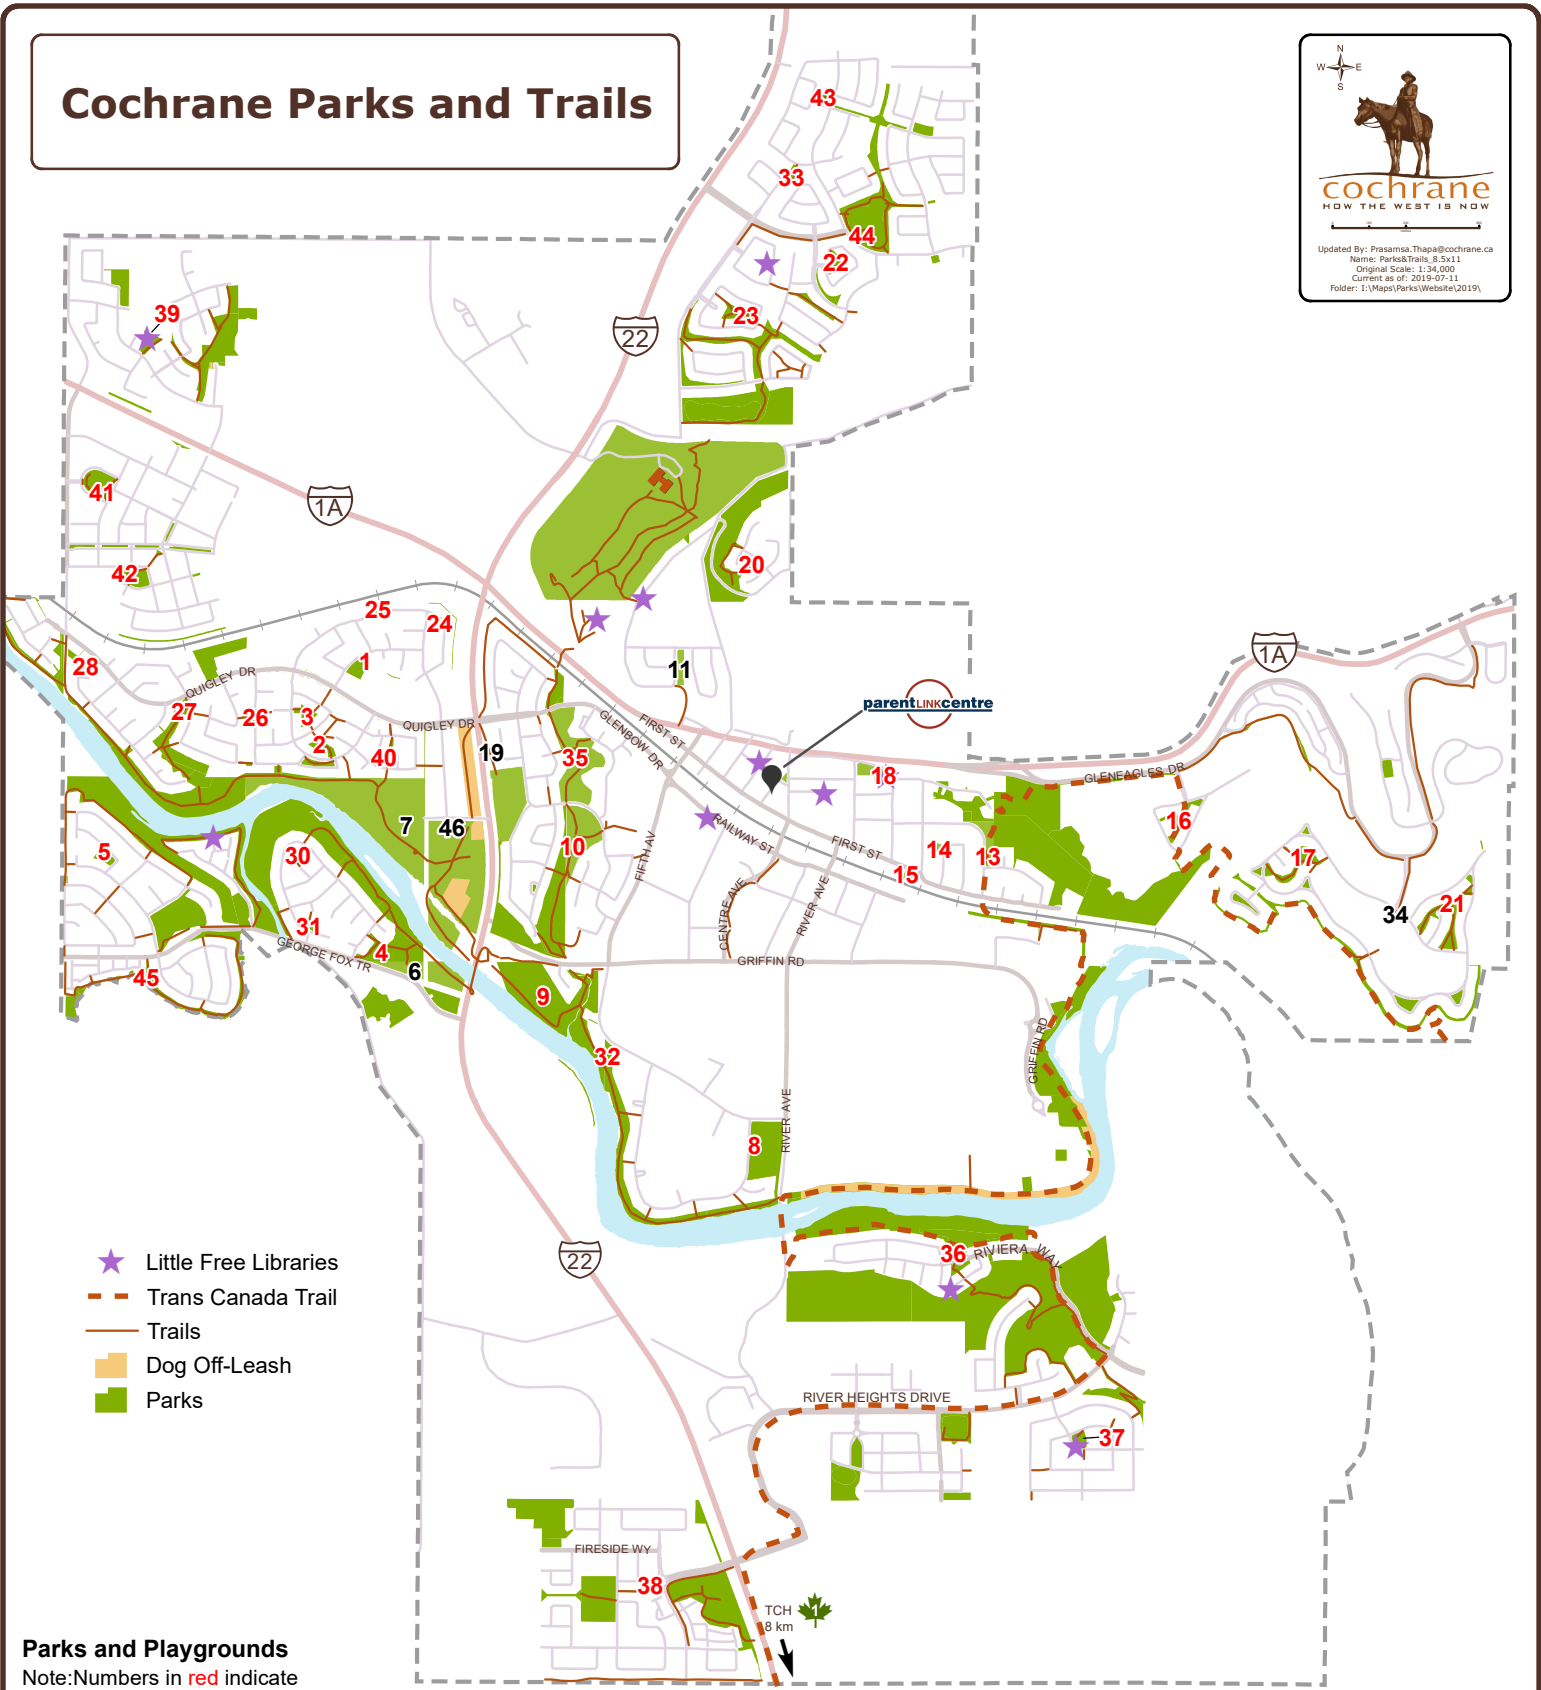 Cochrane Parks and Trails
N
W E
S
cochrane
HOW THE WEST IS NOW
Updated By: Prasamsa.Thapa@cochrane.ca
Name: Parks&Trails_8.5x11
Original Scale: 1:34,000
Current as of: 2019-07-11
Folder: I:\Maps\Parks\Website\2019\
43
33
44
22
23
39
22
41
1A
42
20
25
24
28
1
11
1A
QUIGLEY DR
27
26
3
2
40
QUIGLEY DR
19
35
GLENBOW DR
FIRST ST
parentLINKcentre
18
GLENEAGLES DR
7
46
10
5
30
FIFTH AV
RAILWAY ST
FIRST ST
14
13
15
16
17
34
21
31
4
6
GEORGE FOX TR
CENTRE AVE
RIVER AVE
GRIFFIN RD
45
9
32
GRIFFIN RD
8
RIVER AVE
36
RIVIERA WAY
22
Little Free Libraries
Trans Canada Trail
Trails
Dog Off-Leash
Parks
RIVER HEIGHTS DRIVE
37
FIRESIDE WY
38
TCH
8 km
1
Parks and Playgrounds
Note:Numbers in red indicate